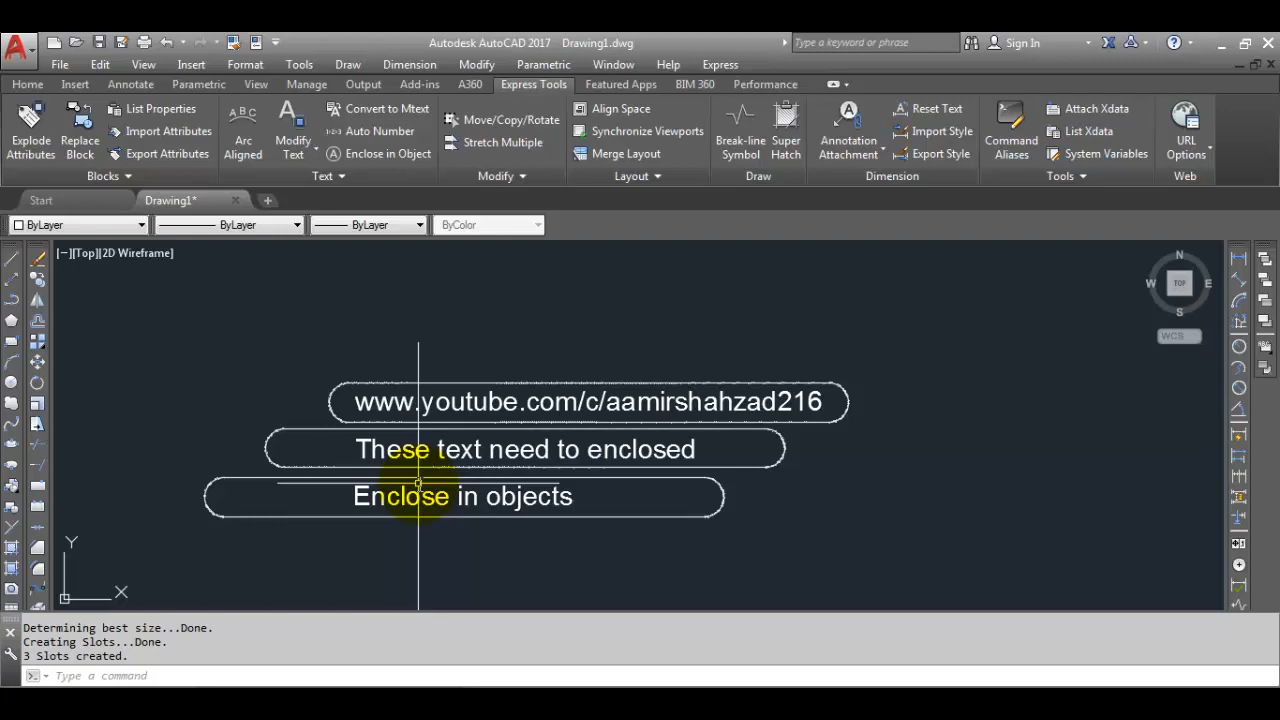 Autodesk AutoCAD 2017 Drawing1.dwg Type a keyword or phrase Sign In
File Edit View Insert Format Tools Draw Dimension Modify Parametric Window Help Express
Home Insert Annotate Parametric View Manage Output Add-ins A360 Express Tools Featured Apps BIM 360 Performance
Explode Attributes
Replace Block
List Properties
Import Attributes
Export Attributes
Blocks
Arc Aligned
Modify Text
Convert to Mtext
Auto Number
Enclose in Object
Text
Move/Copy/Rotate
Stretch Multiple
Modify
Align Space
Synchronize Viewports
Merge Layout
Layout
Break-line Symbol
Super Hatch
Draw
Annotation Attachment
Reset Text
Import Style
Export Style
Dimension
Command Aliases
Attach Xdata
List Xdata
System Variables
Tools
URL Options
Web
Start Drawing1*
ByLayer ByLayer ByLayer ByColor
[−][Top][2D Wireframe]
N
W TOP E
S
WCS
www.youtube.com/c/aamirshahzad216
These text need to enclosed
Enclose in objects
Y
X
Determining best size...Done.
Creating Slots...Done.
3 Slots created.
Type a command